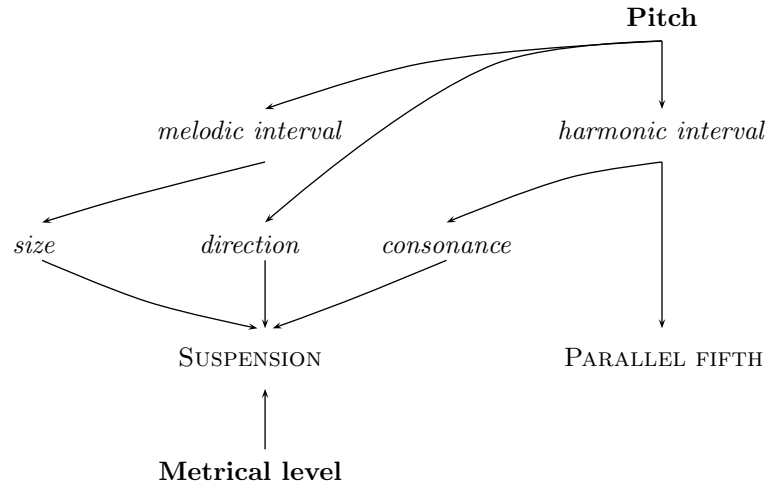 Pitch
melodic interval harmonic interval
size direction consonance
SUSPENSION PARALLEL FIFTH
Metrical level